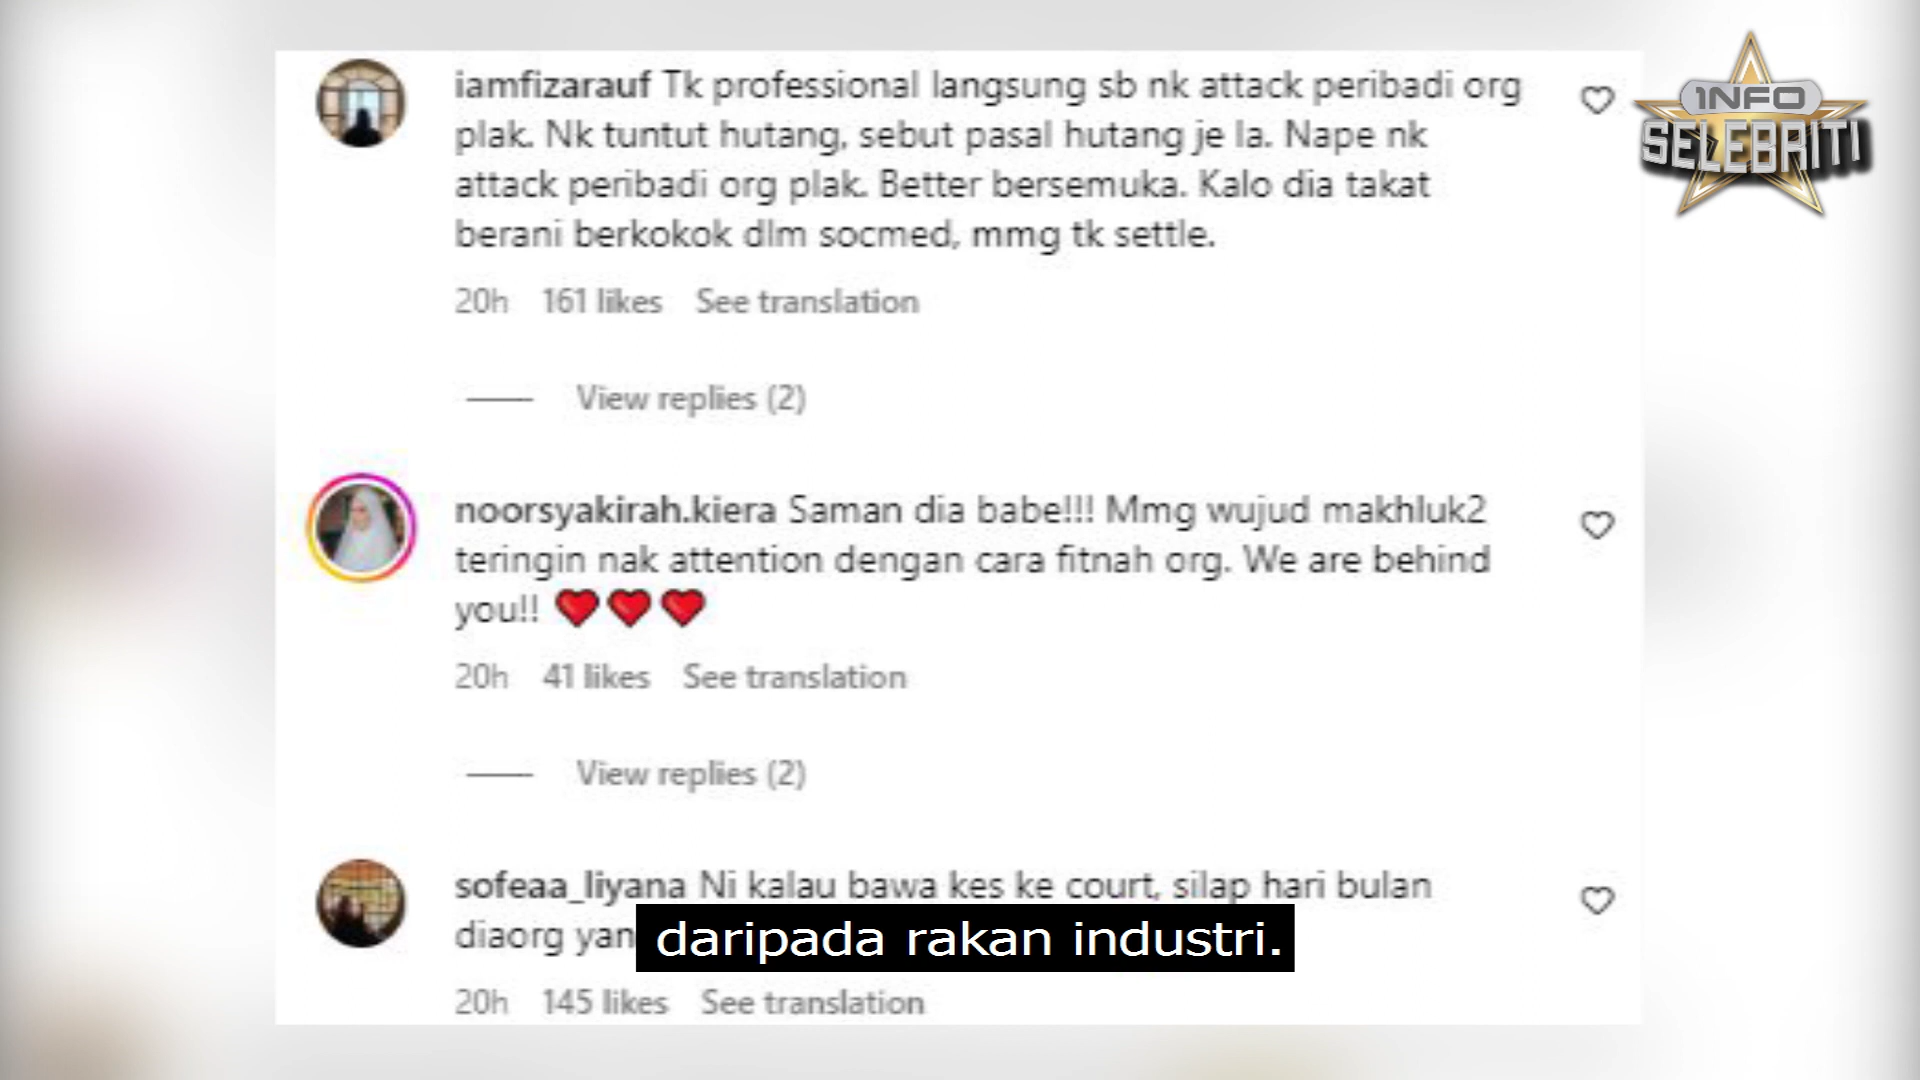 iamfizarauf Tk professional langsung sb nk attack peribadi org
plak. Nk tuntut hutang, sebut pasal hutang je la. Nape nk
attack peribadi org plak. Better bersemuka. Kalo dia takat
berani berkokok dlm socmed, mmg tk settle.
20h 161 likes See translation
View replies (2)
noorsyakirah.kiera Saman dia babe!!! Mmg wujud makhluk2
teringin nak attention dengan cara fitnah org. We are behind
you!! ❤️❤️❤️
20h 41 likes See translation
View replies (2)
sofeaa_liyana Ni kalau bawa kes ke court, silap hari bulan
diaorg
daripada rakan industri.
20h 145 likes See translation
1NFO
SELEBRITI